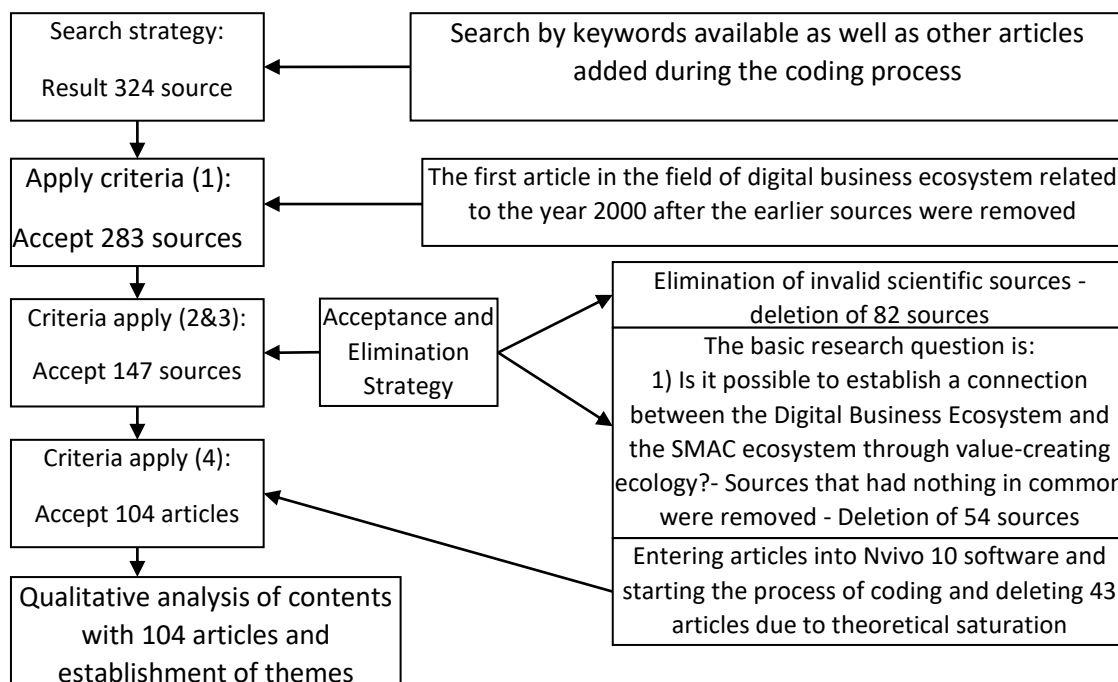 Search strategy:
Result 324 source
Search by keywords available as well as other articles
added during the coding process
Apply criteria (1):
Accept 283 sources
The first article in the field of digital business ecosystem related
to the year 2000 after the earlier sources were removed
Criteria apply (2&3):
Accept 147 sources
Acceptance and
Elimination
Strategy
Elimination of invalid scientific sources -
deletion of 82 sources
The basic research question is:
1) Is it possible to establish a connection
between the Digital Business Ecosystem and
the SMAC ecosystem through value-creating
ecology?- Sources that had nothing in common
were removed - Deletion of 54 sources
Criteria apply (4):
Accept 104 articles
Entering articles into Nvivo 10 software and
starting the process of coding and deleting 43
articles due to theoretical saturation
Qualitative analysis of contents
with 104 articles and
establishment of themes